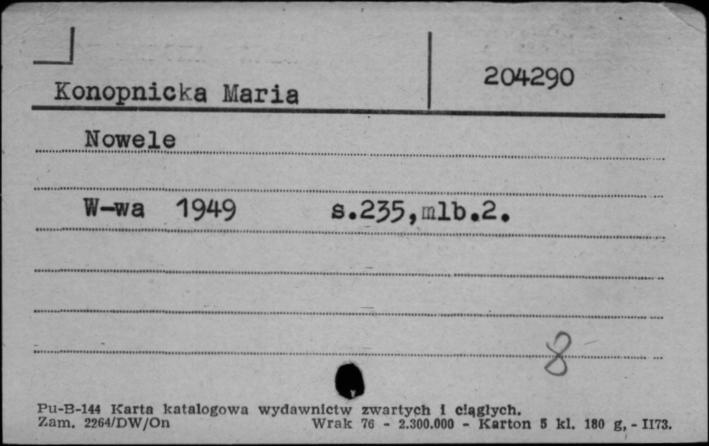 Konopnicka Maria 204290
Nowele
W-wa 1949 s.235,mlb.2.
8
Pu-B-144 Karta katalogowa wydawnictw zwartych i ciągłych.
Zam. 2264/DW/On Wrak 76 - 2.300.000 - Karton 5 kl. 180 g, - II73.